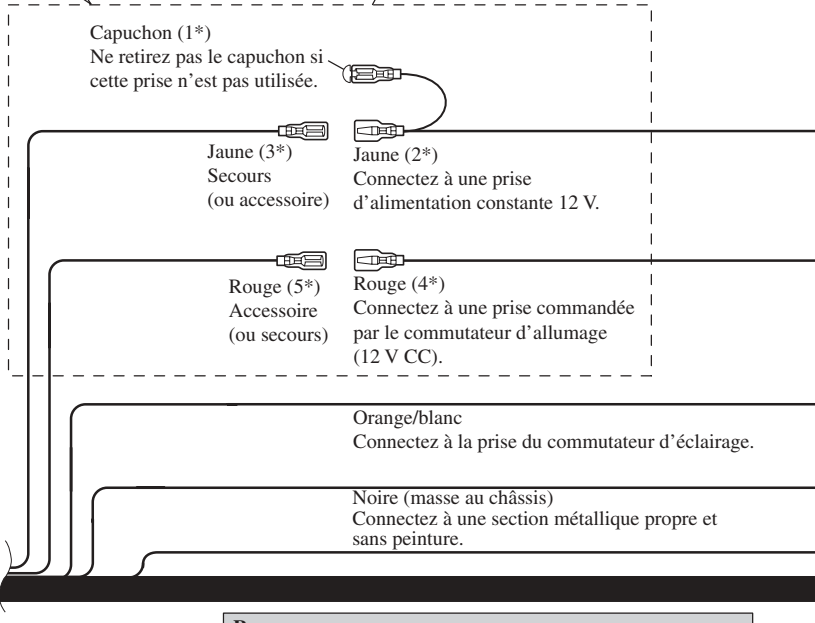 Capuchon (1*)
Ne retirez pas le capuchon si
cette prise n'est pas utilisée.
Jaune (3*)
Secours
(ou accessoire)
Jaune (2*)
Connectez à une prise
d'alimentation constante 12 V.
Rouge (5*)
Accessoire
(ou secours)
Rouge (4*)
Connectez à une prise commandée
par le commutateur d'allumage
(12 V CC).
Orange/blanc
Connectez à la prise du commutateur d'éclairage.
Noire (masse au châssis)
Connectez à une section métallique propre et
sans peinture.